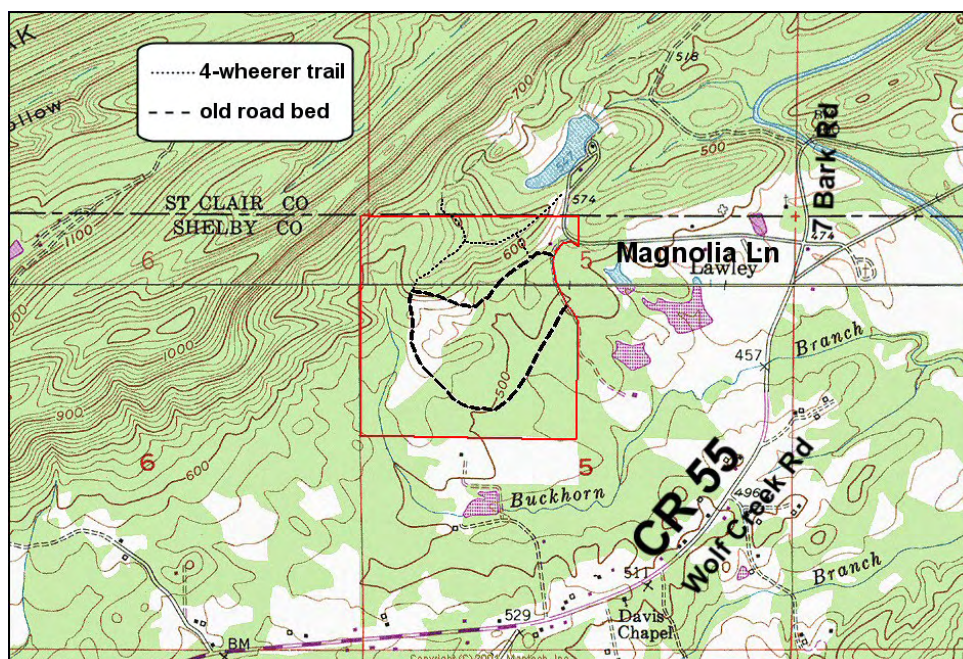 4-wheerer trail
old road bed
518
700
500
7 Bark Rd
574
ST CLAIR CO
SHELBY CO
1100
6
600
5
Magnolia Ln
474
Lawley
1000
457
Branch
500
900
600
6
5
CR 55
Wolf Creek Rd
Buckhorn
496
511
Branch
529
Davis
Chapel
BM